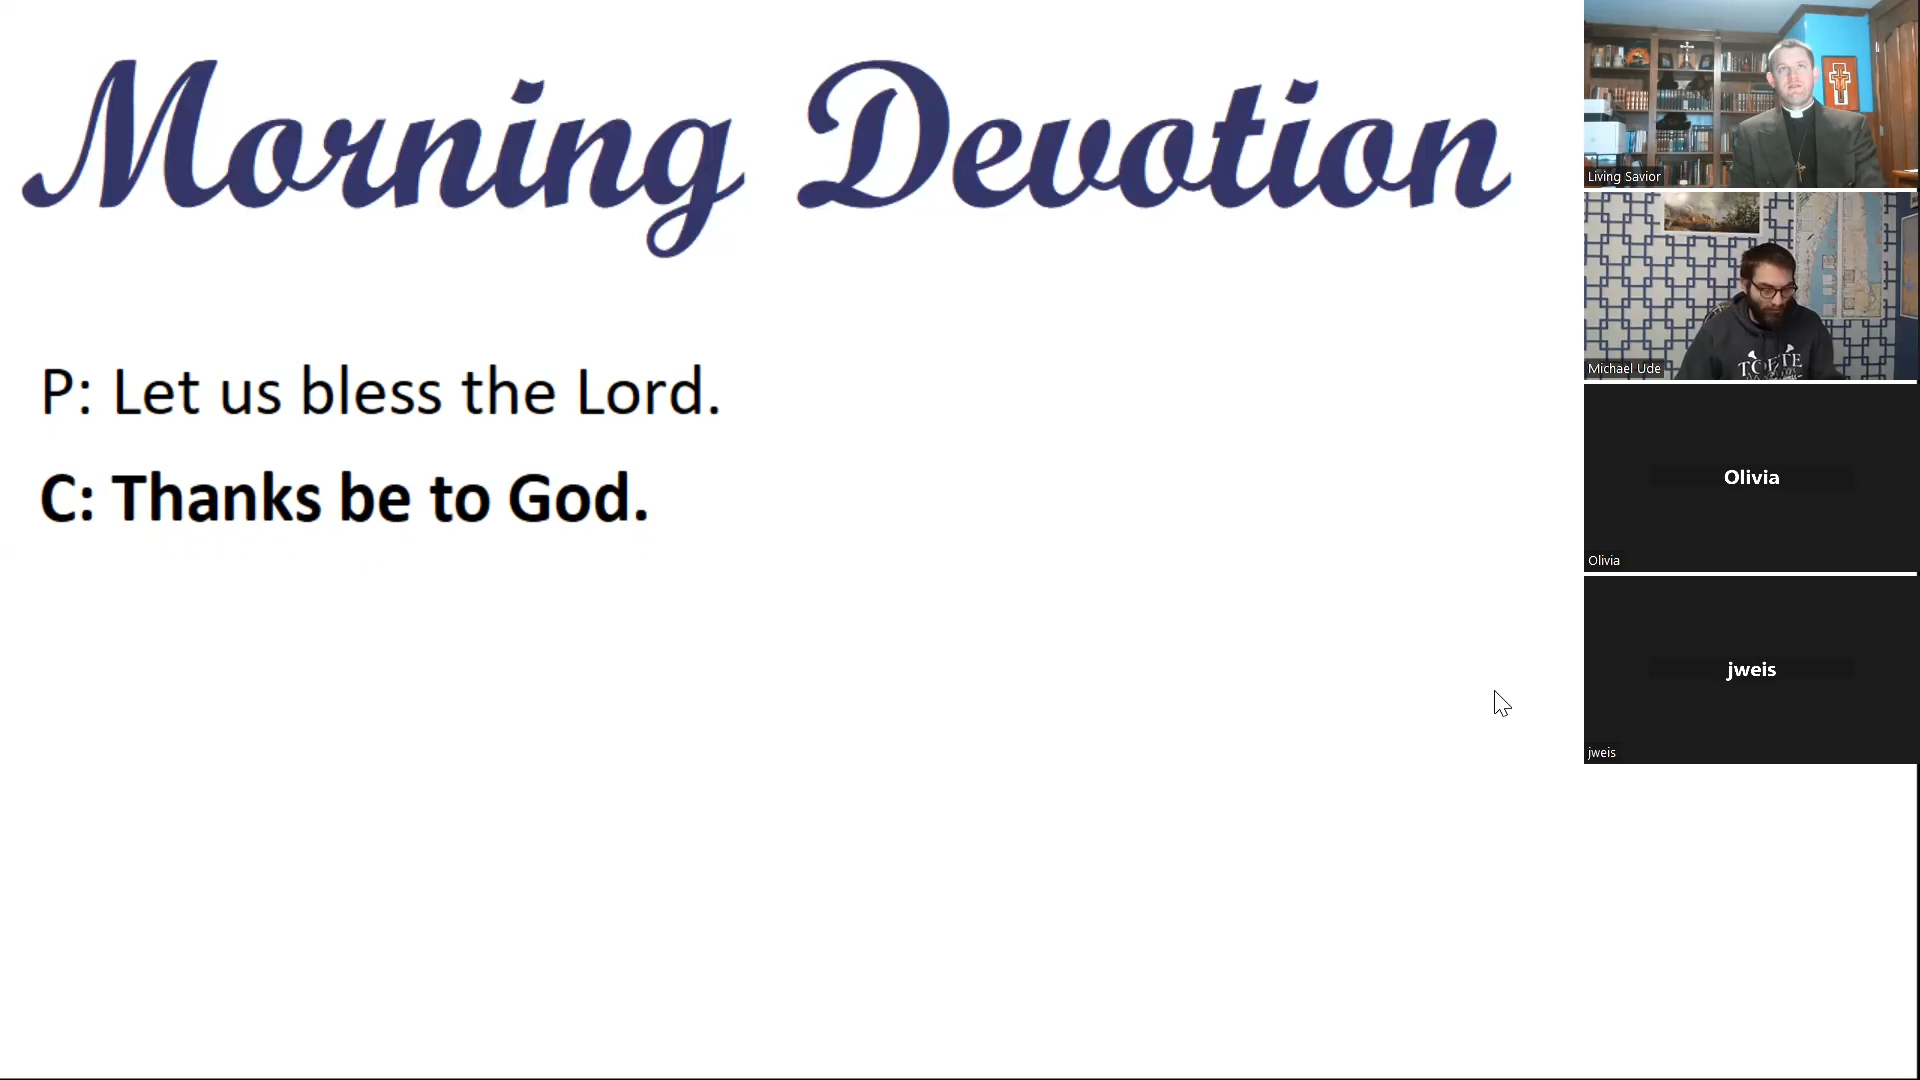 Morning Devotion
P: Let us bless the Lord.
C: Thanks be to God.
Living Savior
Michael Ude
Olivia
Olivia
jweis
jweis